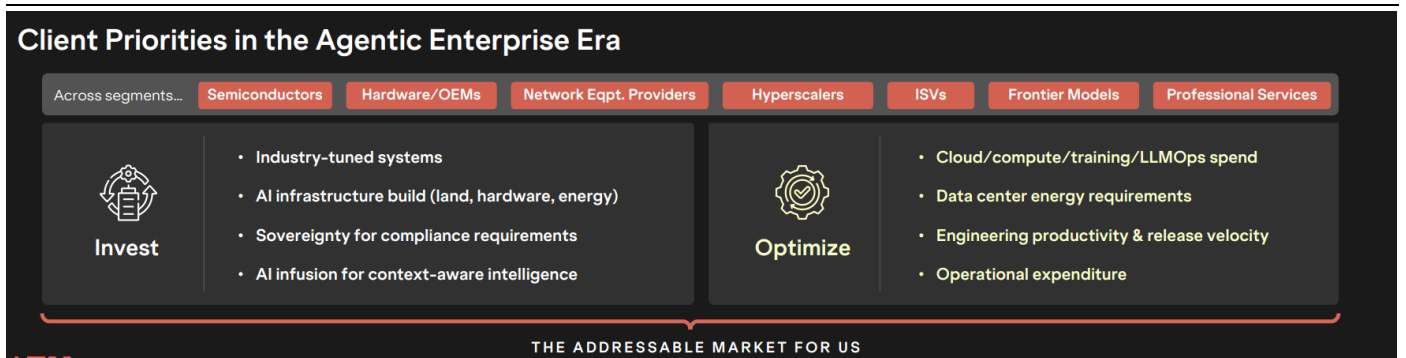 Client Priorities in the Agentic Enterprise Era
Across segments... Semiconductors Hardware/OEMs Network Eqpt. Providers Hyperscalers ISVs Frontier Models Professional Services
Invest
• Industry-tuned systems
• AI infrastructure build (land, hardware, energy)
• Sovereignty for compliance requirements
• AI infusion for context-aware intelligence
Optimize
• Cloud/compute/training/LLMOps spend
• Data center energy requirements
• Engineering productivity & release velocity
• Operational expenditure
THE ADDRESSABLE MARKET FOR US